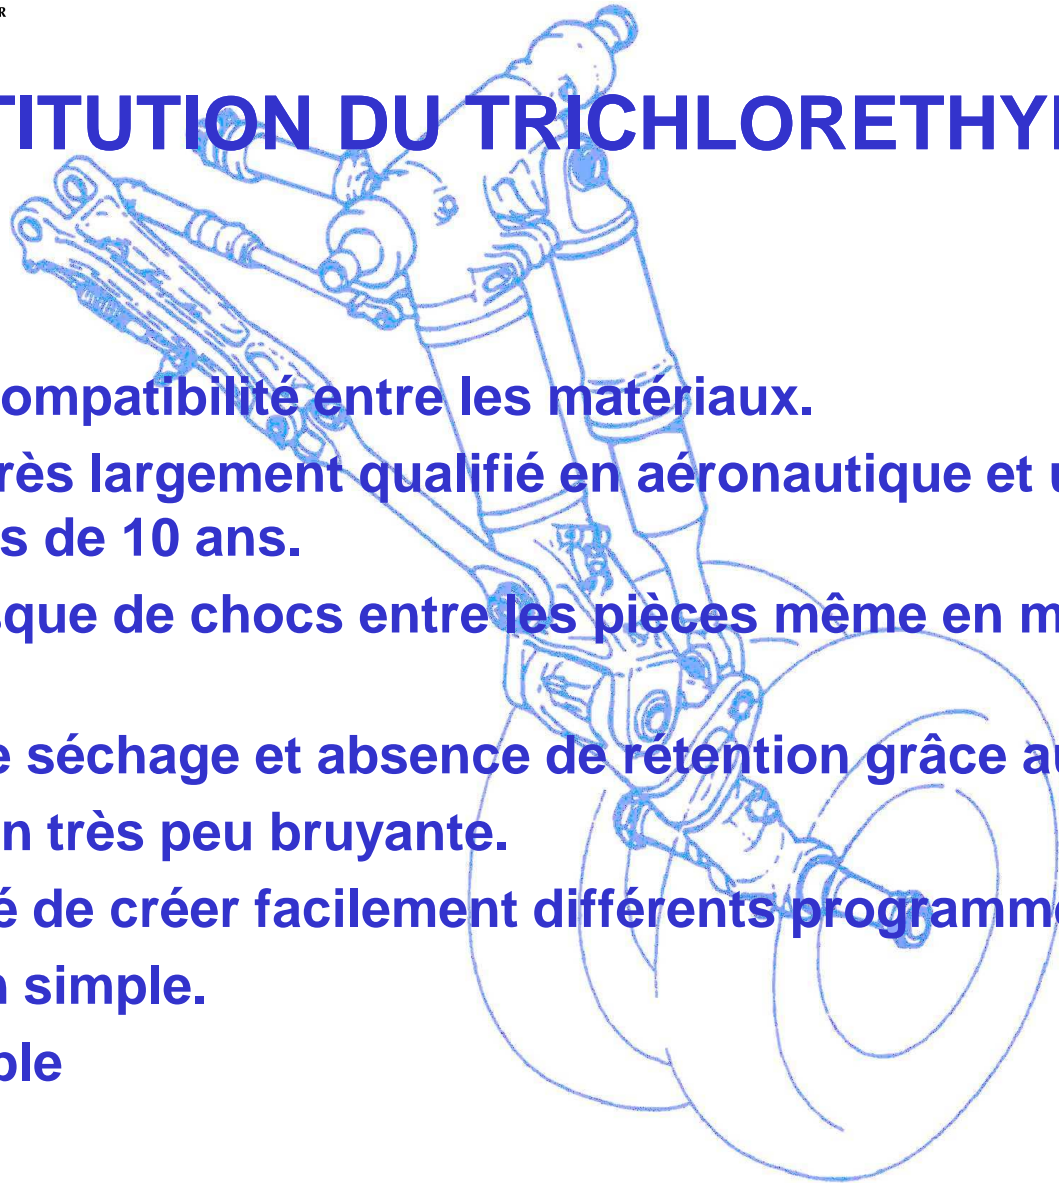 R
TITUTION DU TRICHLORETHY
ompatibilité entre les matériaux.
rès largement qualifié en aéronautique et u
s de 10 ans.
sque de chocs entre les pièces même en m
e séchage et absence de rétention grâce au
n très peu bruyante.
é de créer facilement différents programme
n simple.
ple